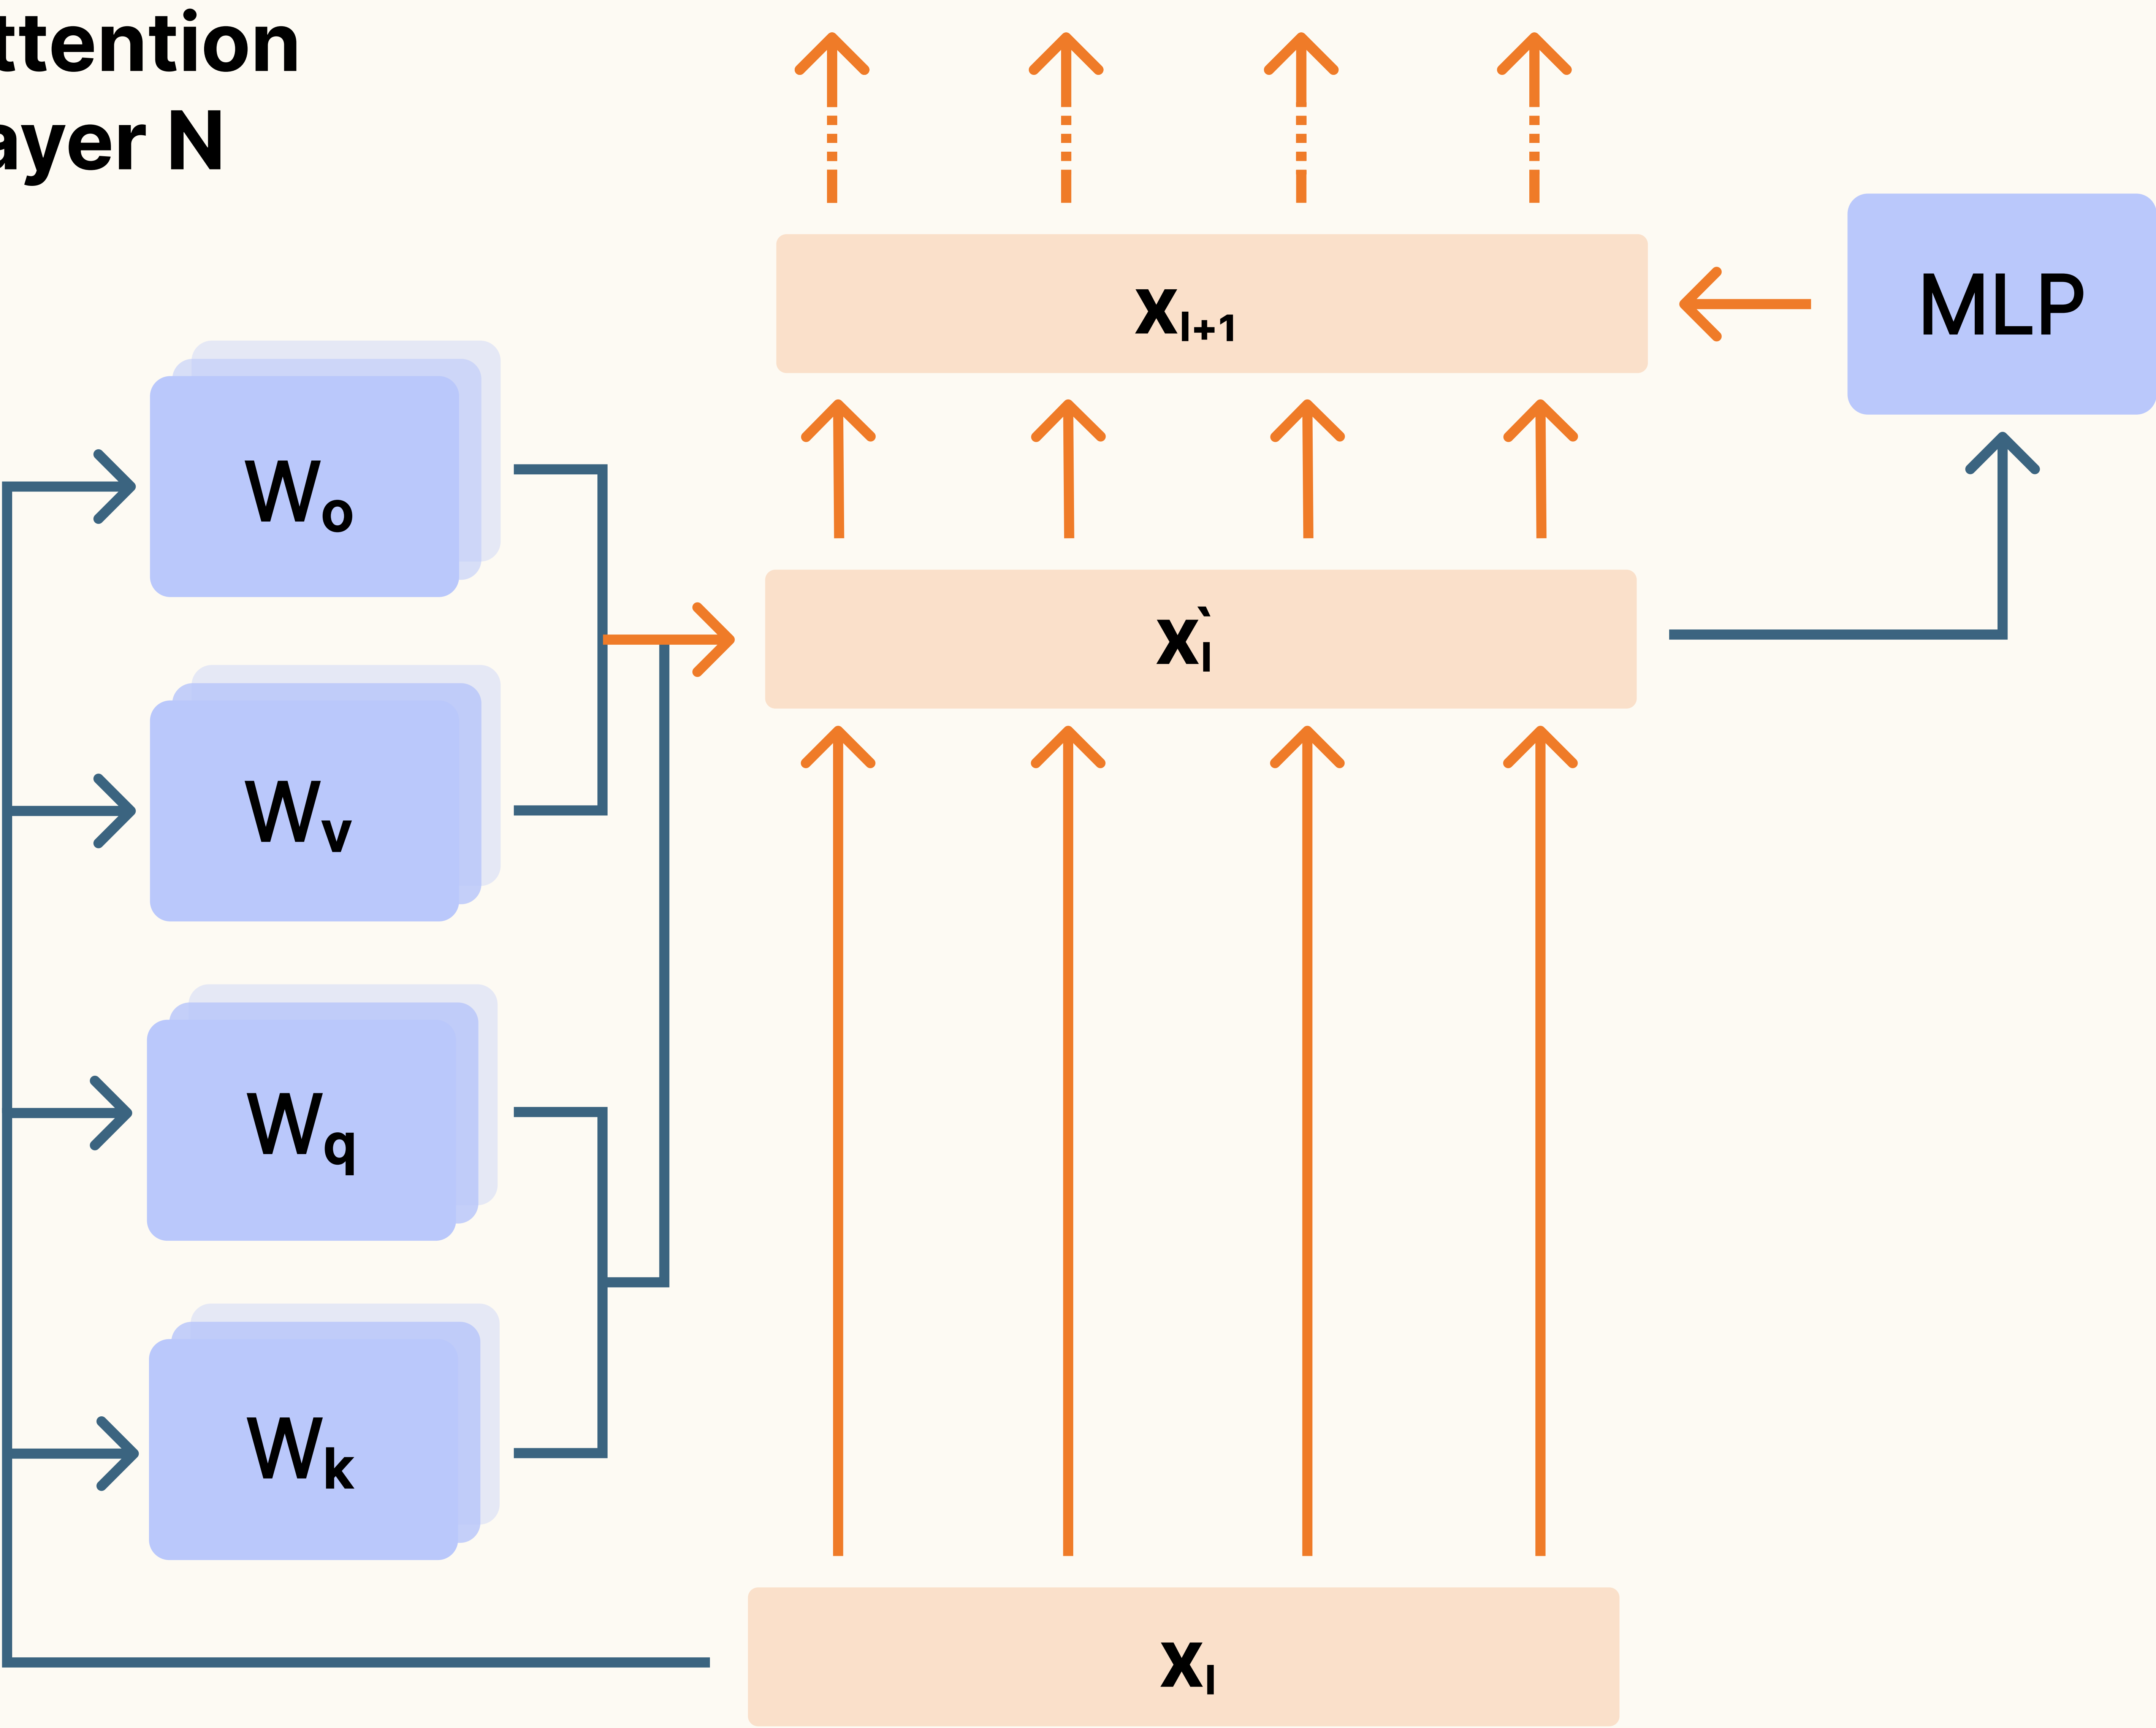 ttention
ayer N
xl+1
MLP
Wo
x`l
Wv
Wq
Wk
xl